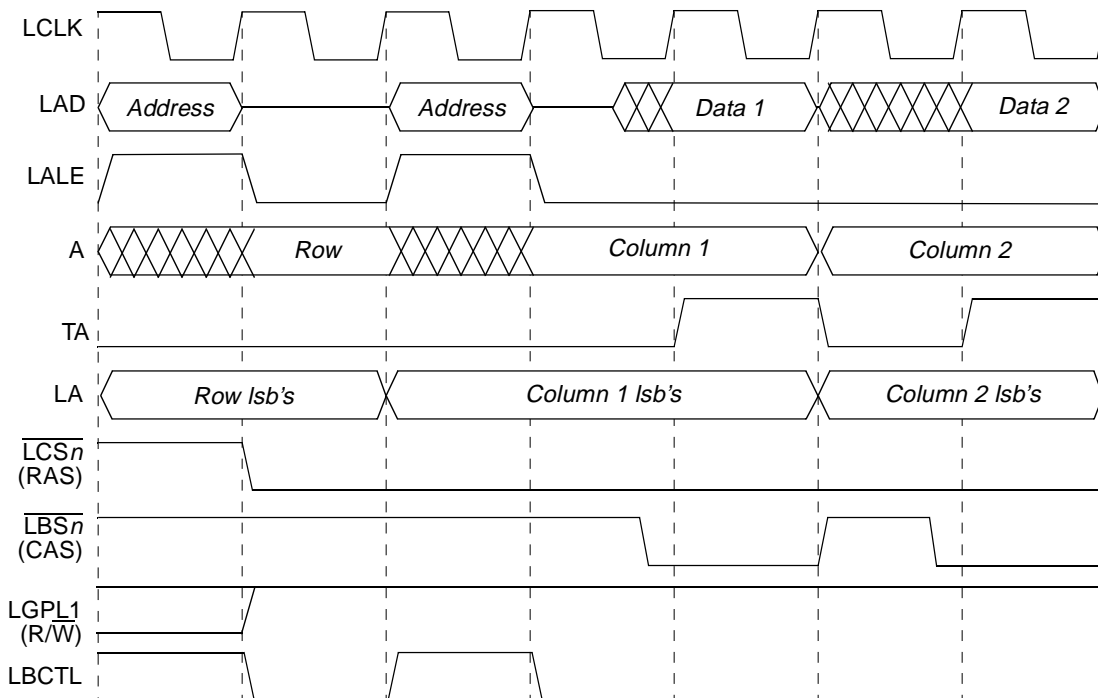 LCLK
LAD Address Address Data 1 Data 2
LALE
A Row Column 1 Column 2
TA
LA Row lsb's Column 1 lsb's Column 2 lsb's
LCSn
(RAS)
LBSn
(CAS)
LGPL1
(R/W)
LBCTL